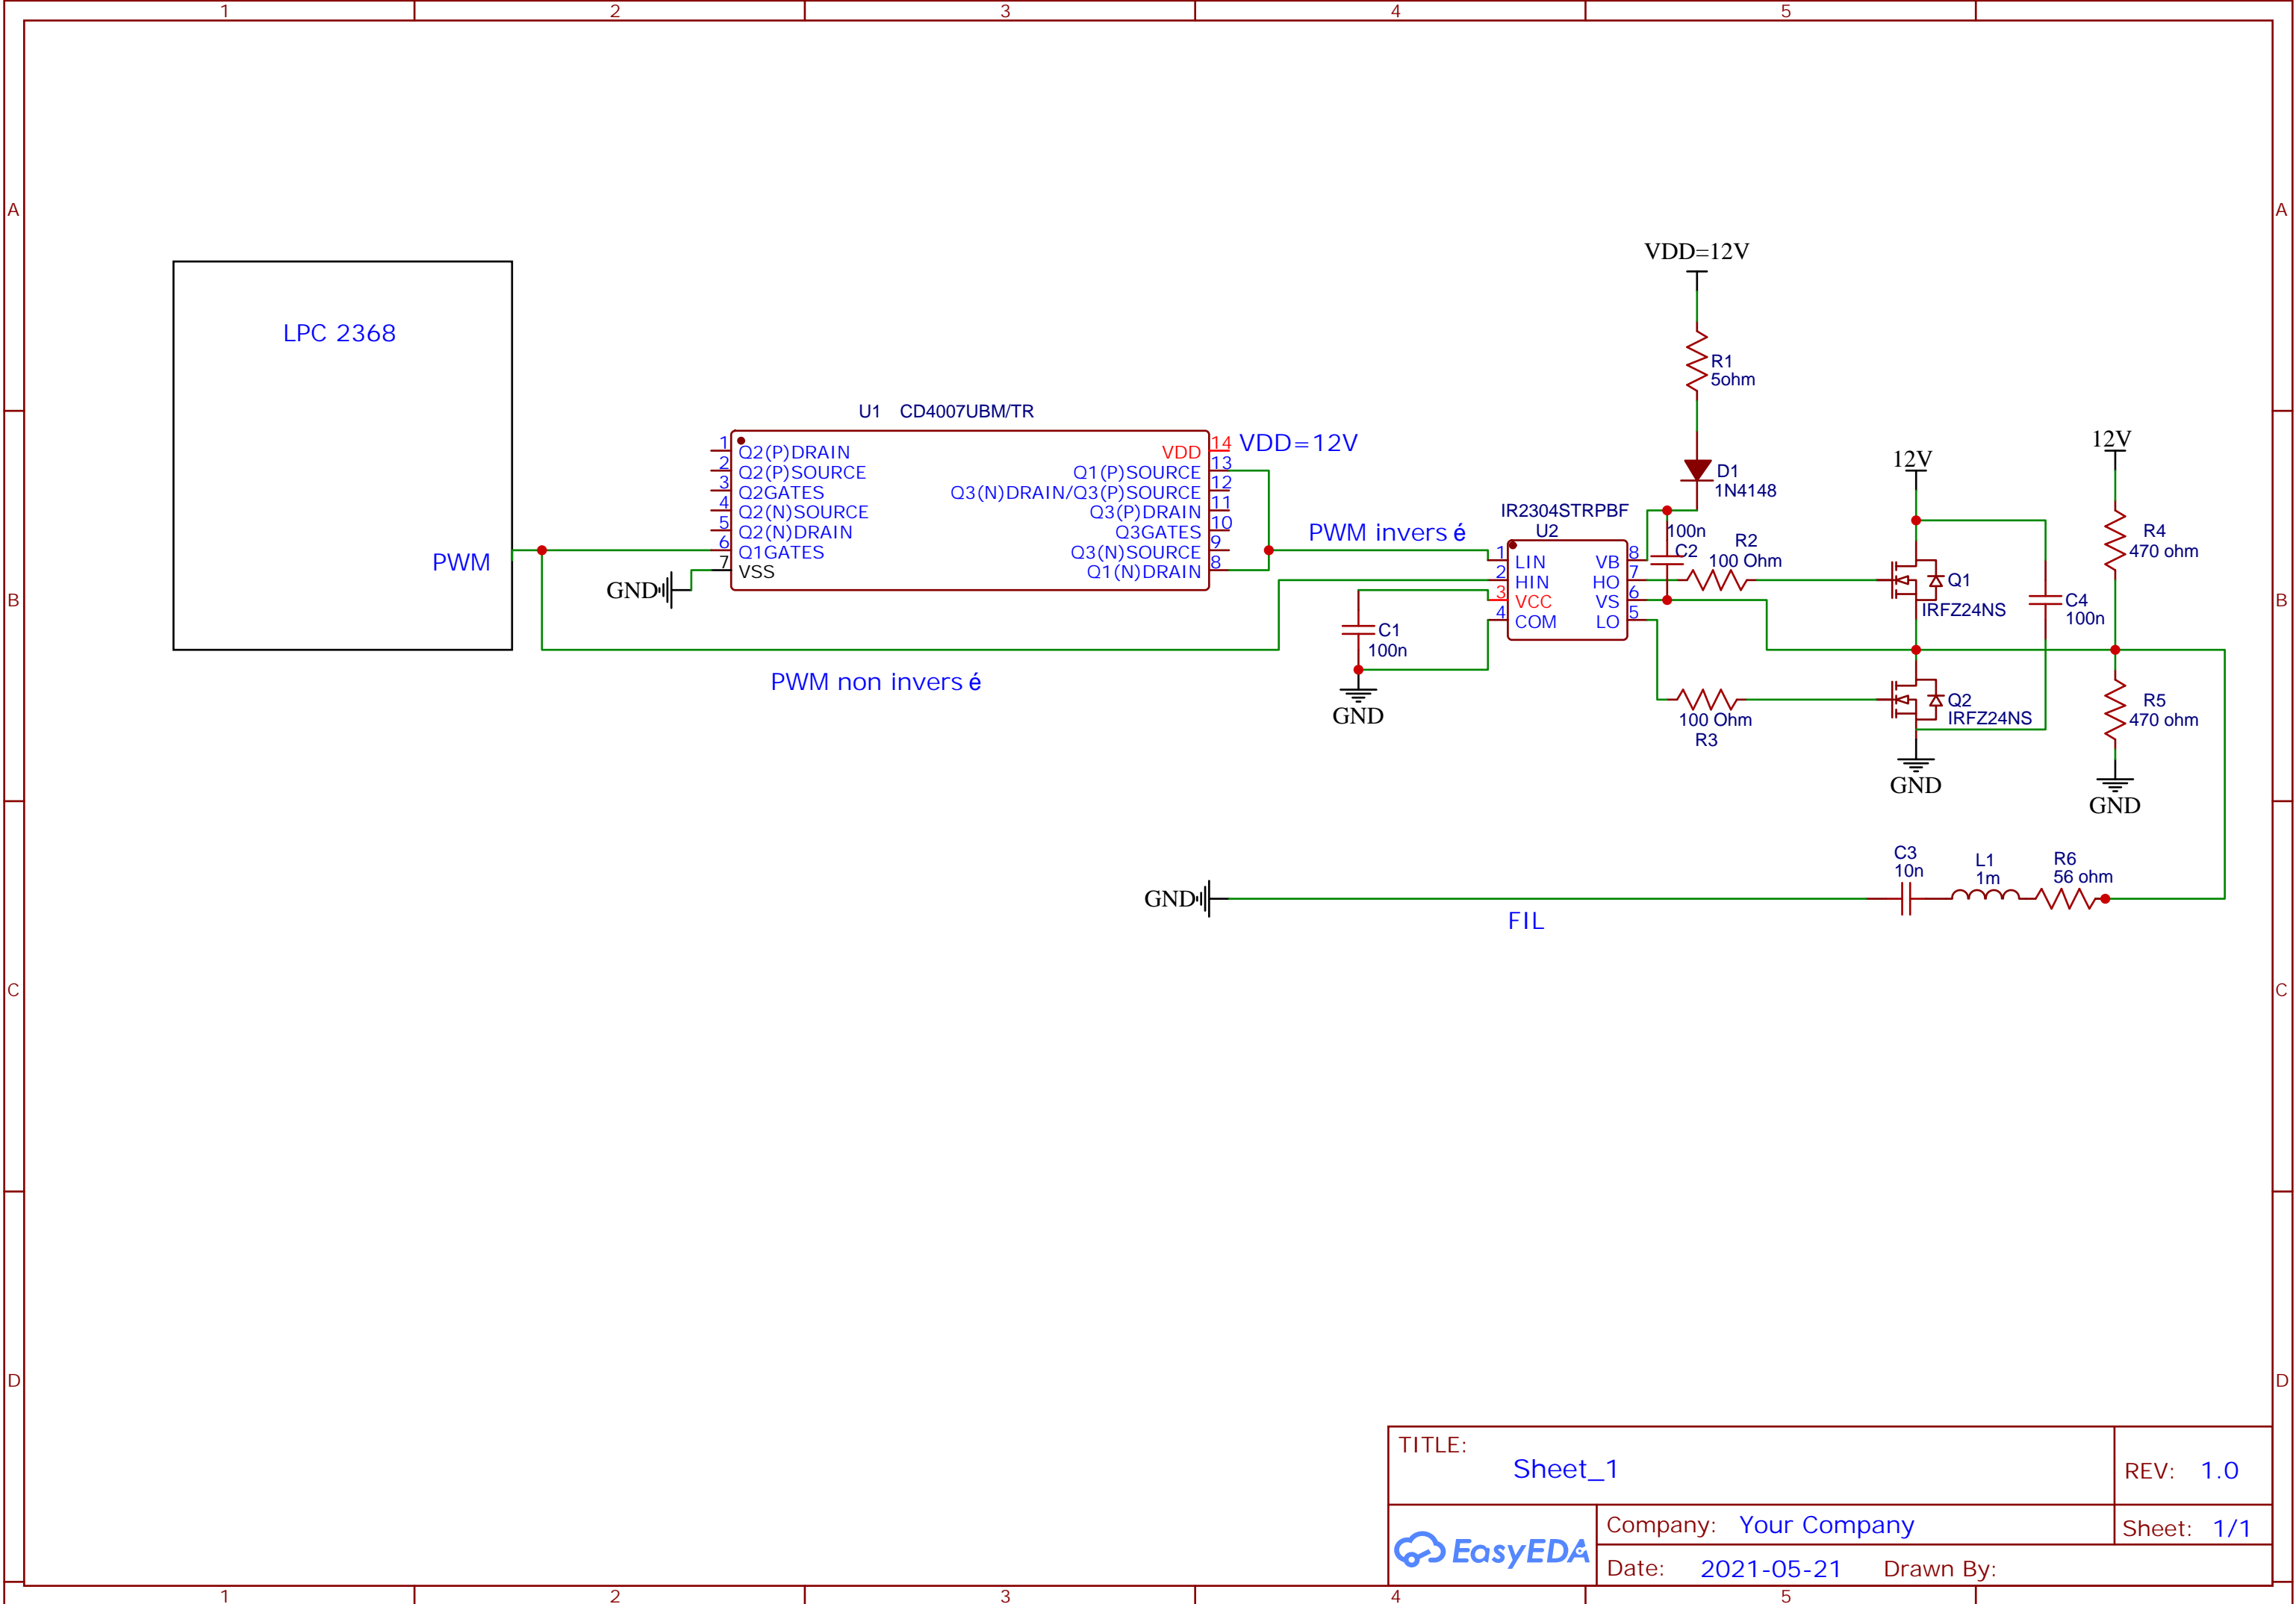 1 2 3 4 5
A A
B B
C C
D D
LPC 2368
PWM
U1 CD4007UBM/TR
1 Q2(P)DRAIN
2 Q2(P)SOURCE
3 Q2GATES
4 Q2(N)SOURCE
5 Q2(N)DRAIN
6 Q1GATES
7 VSS
VDD 14
Q1(P)SOURCE 13
Q3(N)DRAIN/Q3(P)SOURCE 12
Q3(P)DRAIN 11
Q3GATES 10
Q3(N)SOURCE 9
Q1(N)DRAIN 8
VDD=12V
GND
PWM non inversé
PWM inversé
VDD=12V
R1
5ohm
D1
1N4148
IR2304STRPBF
U2
1 LIN
2 HIN
3 VCC
4 COM
VB 8
HO 7
VS 6
LO 5
100n
C2
R2
100 Ohm
C1
100n
GND
100 Ohm
R3
12V
Q1
IRFZ24NS
Q2
IRFZ24NS
GND
C4
100n
12V
R4
470 ohm
R5
470 ohm
GND
C3
10n
L1
1m
R6
56 ohm
GND
FIL
TITLE:
Sheet_1
REV: 1.0
EasyEDA
Company: Your Company
Sheet: 1/1
Date: 2021-05-21 Drawn By:
1 2 3 4 5